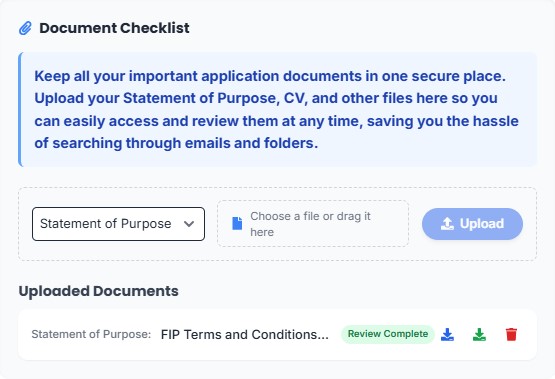 Document Checklist
Keep all your important application documents in one secure place.
Upload your Statement of Purpose, CV, and other files here so you
can easily access and review them at any time, saving you the hassle
of searching through emails and folders.
Statement of Purpose
Choose a file or drag it
here
Upload
Uploaded Documents
Statement of Purpose: FIP Terms and Conditions... Review Complete